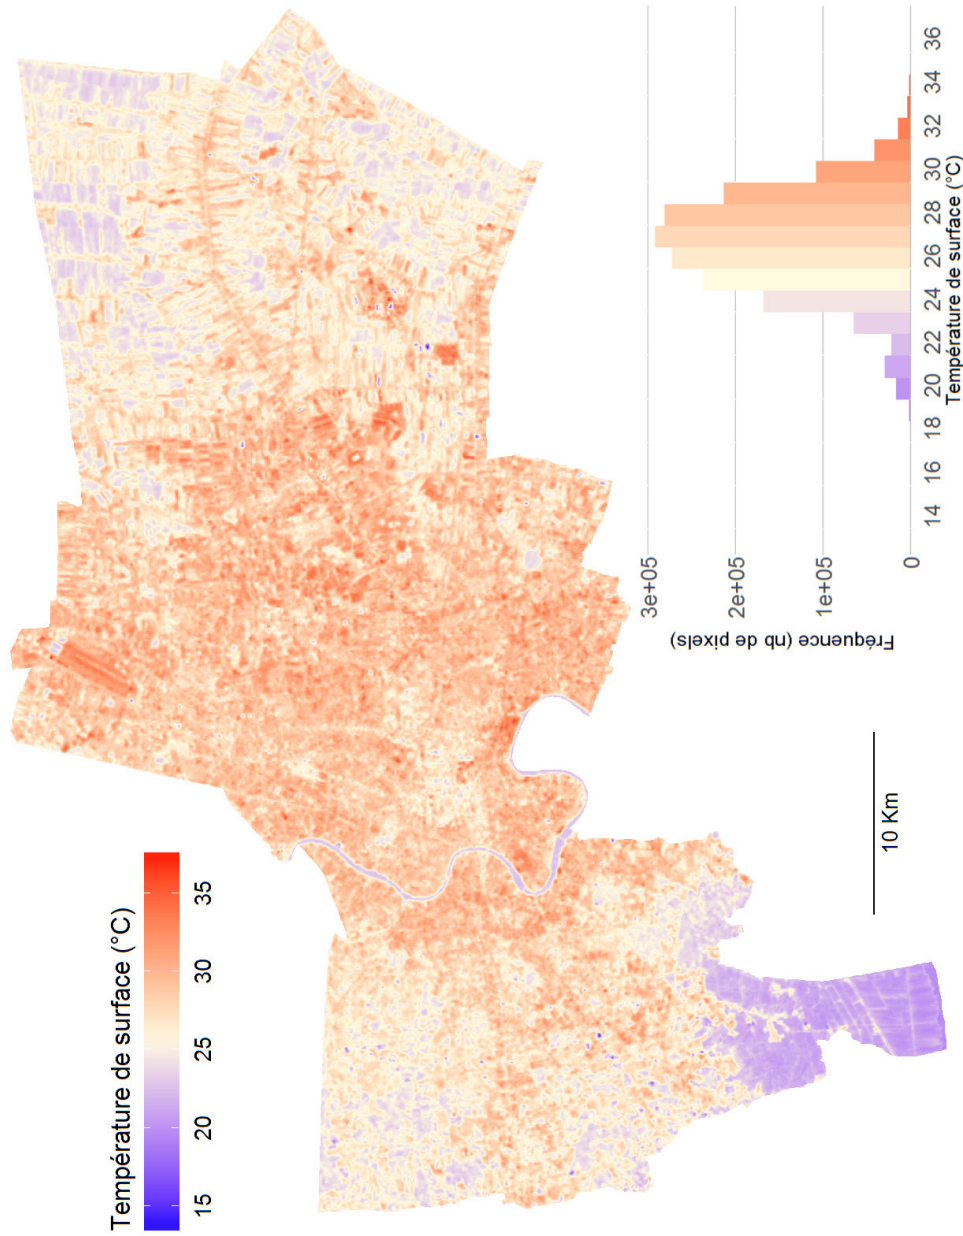 Température de surface (°C)
15
20
25
30
35
10 Km
Fréquence (nb de pixels)
3e+05
2e+05
1e+05
0
14
16
18
20
22
24
26
28
30
32
34
36
Température de surface (°C)